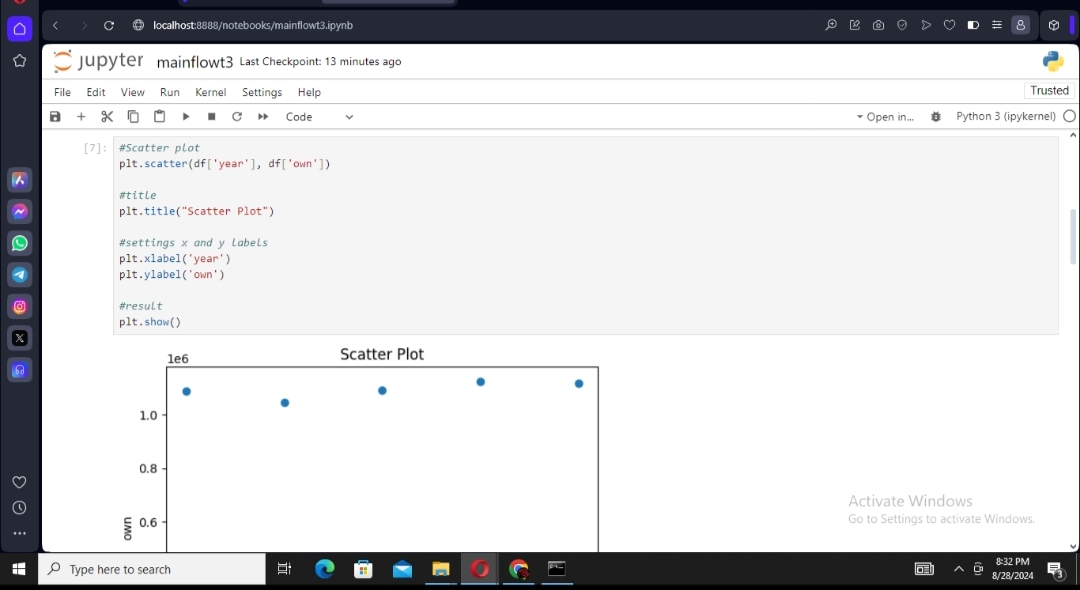 localhost:8888/notebooks/mainflowt3.ipynb
jupyter mainflowt3 Last Checkpoint: 13 minutes ago
File Edit View Run Kernel Settings Help
Trusted
Code
Open in...
Python 3 (ipykernel)
[7]:
#Scatter plot
plt.scatter(df['year'], df['own'])
#title
plt.title("Scatter Plot")
#settings x and y labels
plt.xlabel('year')
plt.ylabel('own')
#result
plt.show()
1e6
Scatter Plot
1.0
0.8
0.6
own
Activate Windows
Go to Settings to activate Windows.
Type here to search
8:32 PM
8/28/2024
3